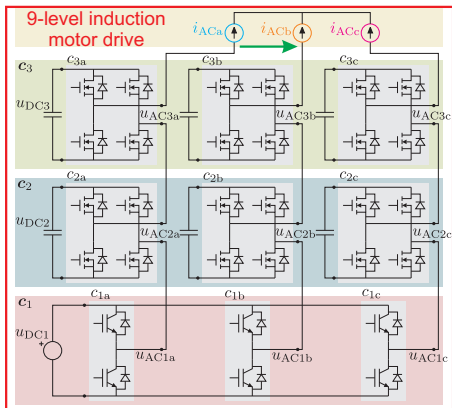 9-level induction
motor drive
iACa iACb iACc
c3 c3a c3b c3c
uDC3
uAC3a uAC3b uAC3c
c2 c2a c2b c2c
uDC2
uAC2a uAC2b uAC2c
c1 c1a c1b c1c
uDC1
+
uAC1a uAC1b uAC1c